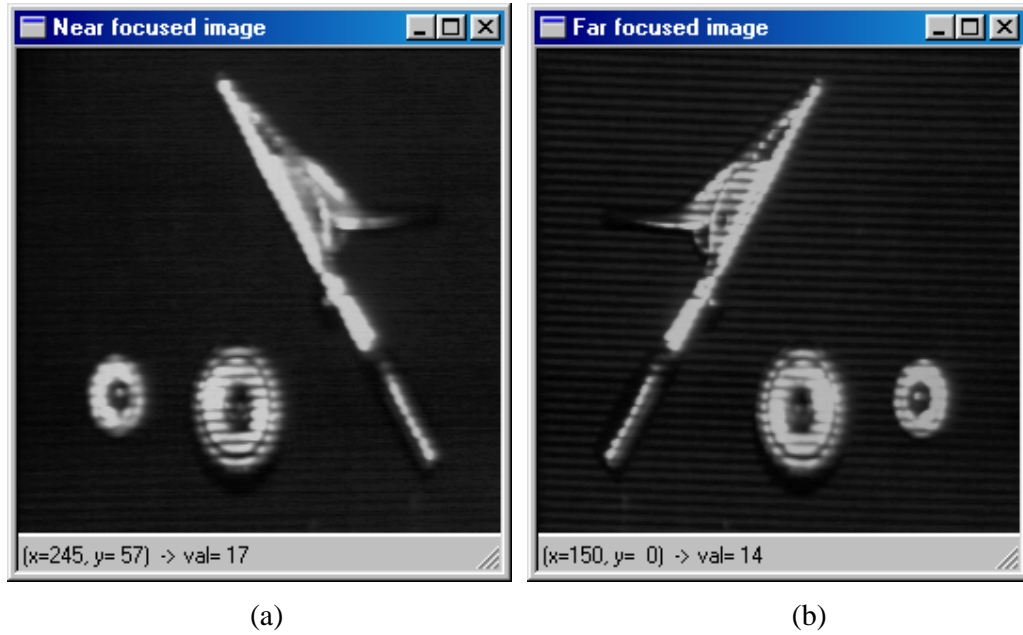 Near focused image
Far focused image
(x=245, y= 57) -> val= 17
(x=150, y=  0) -> val= 14
(a)
(b)